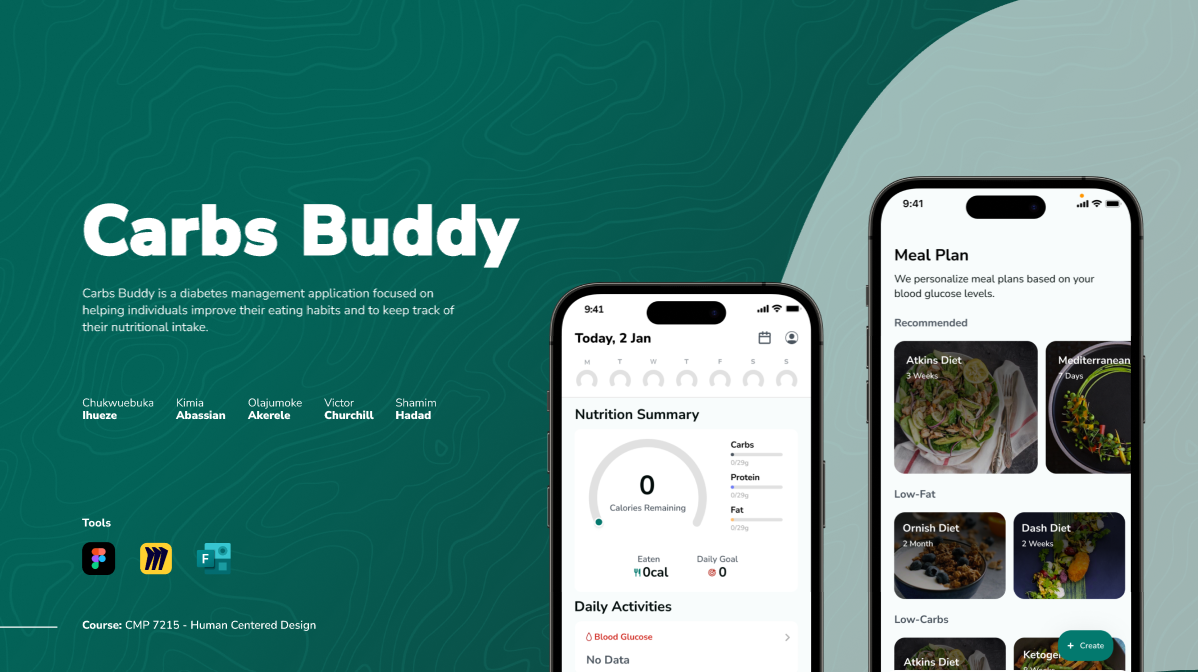 Carbs Buddy
Carbs Buddy is a diabetes management application focused on
helping individuals improve their eating habits and to keep track of
their nutritional intake.
Chukwuebuka
Ihueze
Kimia
Abassian
Olajumoke
Akerele
Victor
Churchill
Shamim
Hadad
Tools
F
Course: CMP 7215 - Human Centered Design
9:41
Today, 2 Jan
M T W T F S S
Nutrition Summary
0
Calories Remaining
Carbs
0/29g
Protein
0/29g
Fat
0/29g
Eaten
0cal
Daily Goal
0
Daily Activities
Blood Glucose
No Data
9:41
Meal Plan
We personalize meal plans based on your
blood glucose levels.
Recommended
Atkins Diet
3 Weeks
Mediterranean
7 Days
Low-Fat
Ornish Diet
2 Month
Dash Diet
2 Weeks
Low-Carbs
Atkins Diet
+ Create